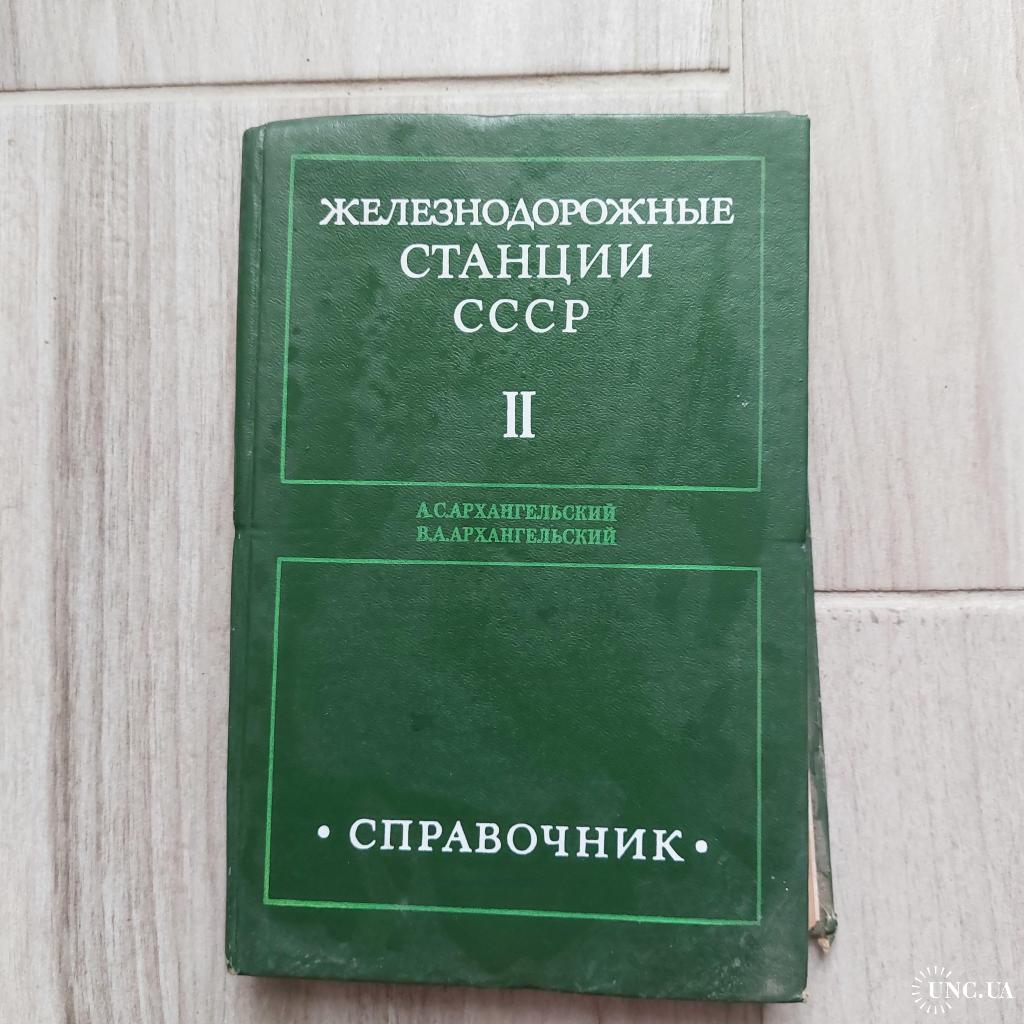 ЖЕЛЕЗНОДОРОЖНЫЕ
СТАНЦИИ
СССР
II
А.С.АРХАНГЕЛЬСКИЙ
В.А.АРХАНГЕЛЬСКИЙ
• СПРАВОЧНИК •
UNC.UA